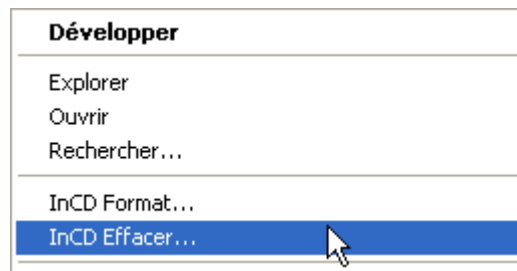 Développer
Explorer
Ouvrir
Rechercher...
InCD Format...
InCD Effacer...